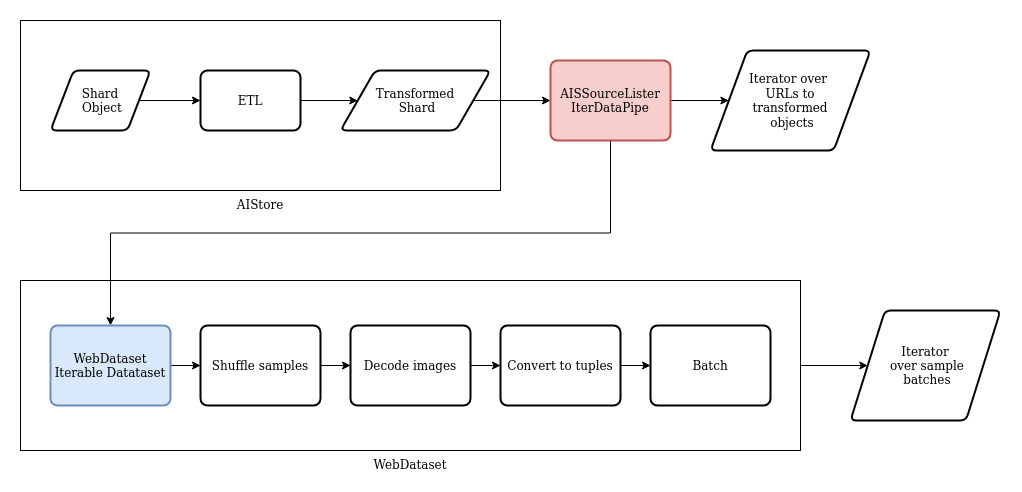 Shard
Object
ETL
Transformed
Shard
AISSourceLister
IterDataPipe
Iterator over
URLs to
transformed
objects
AIStore
WebDataset
Iterable Datataset
Shuffle samples
Decode images
Convert to tuples
Batch
Iterator
over sample
batches
WebDataset